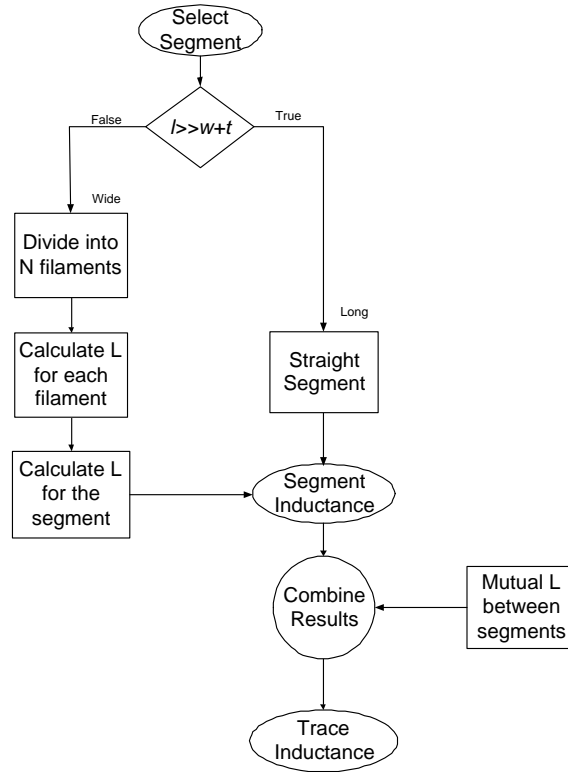 Select
Segment
l>>w+t
False
True
Wide
Divide into
N filaments
Long
Calculate L
for each
filament
Straight
Segment
Calculate L
for the
segment
Segment
Inductance
Combine
Results
Mutual L
between
segments
Trace
Inductance